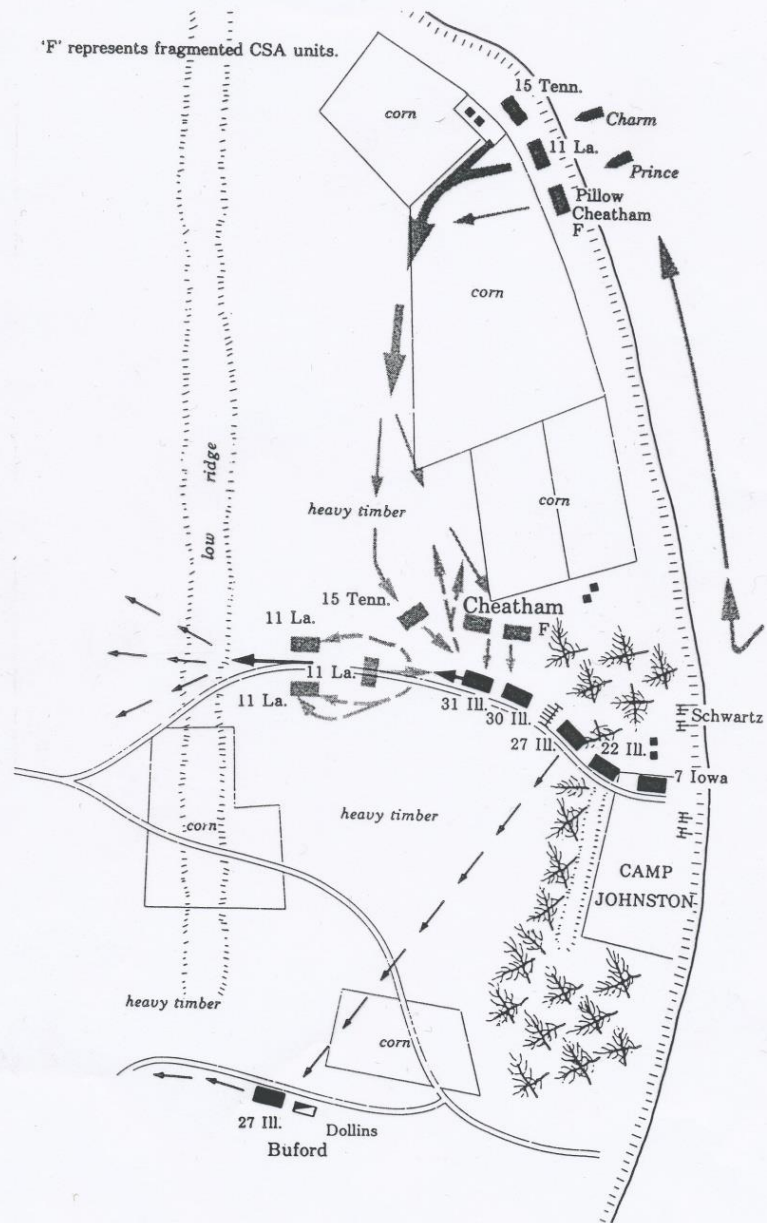 'F' represents fragmented CSA units.
corn
15 Tenn.
Charm
11 La.
Prince
Pillow
Cheatham
F
corn
low ridge
heavy timber
corn
15 Tenn.
Cheatham
F
11 La.
11 La.
11 La.
31 Ill.
30 Ill.
27 Ill.
22 Ill.
Schwartz
7 Iowa
corn
heavy timber
CAMP
JOHNSTON
heavy timber
corn
27 Ill.
Dollins
Buford